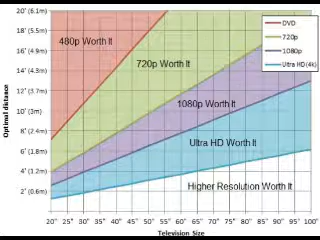 20' (6.1m)
18' (5.5m)
16' (4.9m)
14' (4.3m)
12' (3.7m)
10' (3m)
8' (2.4m)
6' (1.8m)
4' (1.2m)
2' (0.6m)
Optimal distance
DVD
720p
1080p
Ultra HD(4k)
480p Worth It
720p Worth It
1080p Worth It
Ultra HD Worth It
Higher Resolution Worth It
20" 25" 30" 35" 40" 45" 50" 55" 60" 65" 70" 75" 80" 85" 90" 95" 100"
Television Size